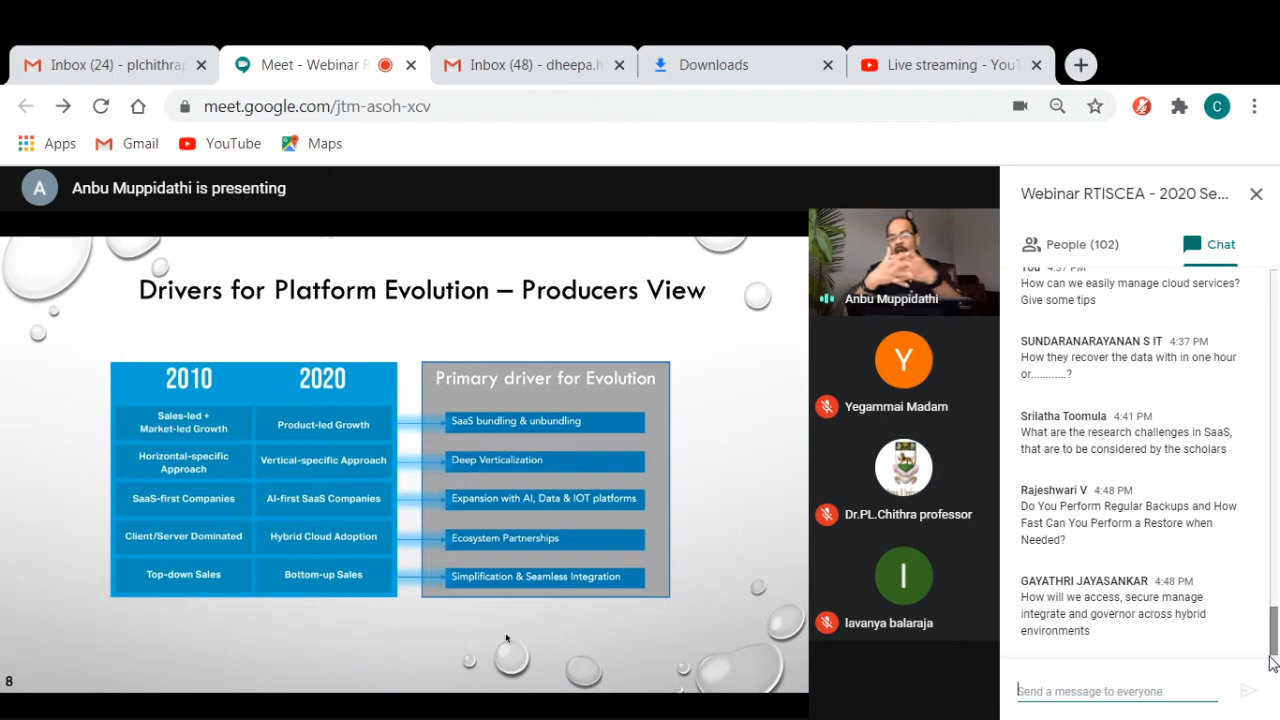 Inbox (24) - plchithrap
Meet - Webinar R
Inbox (48) - dheepa.h
Downloads
Live streaming - YouT
meet.google.com/jtm-asoh-xcv
C
Apps
Gmail
YouTube
Maps
A
Anbu Muppidathi is presenting
Drivers for Platform Evolution – Producers View
2010
2020
Primary driver for Evolution
Sales-led +
Market-led Growth
Product-led Growth
SaaS bundling & unbundling
Horizontal-specific
Approach
Vertical-specific Approach
Deep Verticalization
SaaS-first Companies
AI-first SaaS Companies
Expansion with AI, Data & IOT platforms
Client/Server Dominated
Hybrid Cloud Adoption
Ecosystem Partnerships
Top-down Sales
Bottom-up Sales
Simplification & Seamless Integration
8
Anbu Muppidathi
Y
Yegammai Madam
Dr.PL.Chithra professor
I
lavanya balaraja
Webinar RTISCEA - 2020 Se...
People (102)
Chat
You 4:37 PM
How can we easily manage cloud services?
Give some tips
SUNDARANARAYANAN S IT 4:37 PM
How they recover the data with in one hour
or............?
Srilatha Toomula 4:41 PM
What are the research challenges in SaaS,
that are to be considered by the scholars
Rajeshwari V 4:48 PM
Do You Perform Regular Backups and How
Fast Can You Perform a Restore when
Needed?
GAYATHRI JAYASANKAR 4:48 PM
How will we access, secure manage
integrate and governor across hybrid
environments
Send a message to everyone